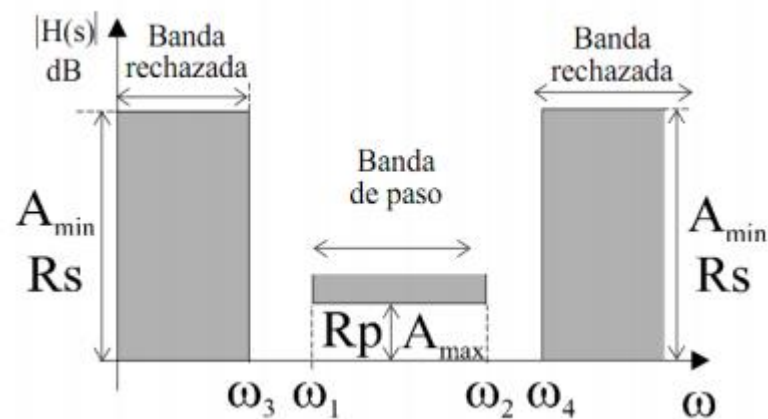 |H(s)|
dB
Banda
rechazada
Banda
rechazada
Banda
de paso
A_min
Rs
A_min
Rs
Rp A_max
ω₃ ω₁ ω₂ ω₄ ω